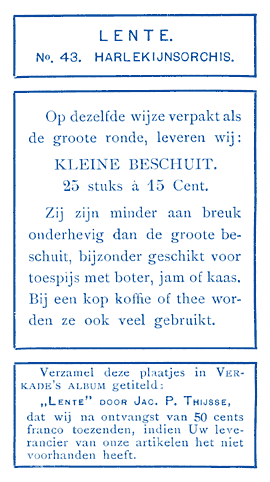 LENTE.
No. 43. HARLEKIJNSORCHIS.
Op dezelfde wijze verpakt als
de groote ronde, leveren wij:
KLEINE BESCHUIT.
25 stuks à 15 Cent.
Zij zijn minder aan breuk
onderhevig dan de groote be-
schuit, bijzonder geschikt voor
toespijs met boter, jam of kaas.
Bij een kop koffie of thee wor-
den ze ook veel gebruikt.
Verzamel deze plaatjes in VER-
KADE'S ALBUM getiteld:
„LENTE" DOOR JAC. P. THIJSSE,
dat wij na ontvangst van 50 cents
franco toezenden, indien Uw leve-
rancier van onze artikelen het niet
voorhanden heeft.